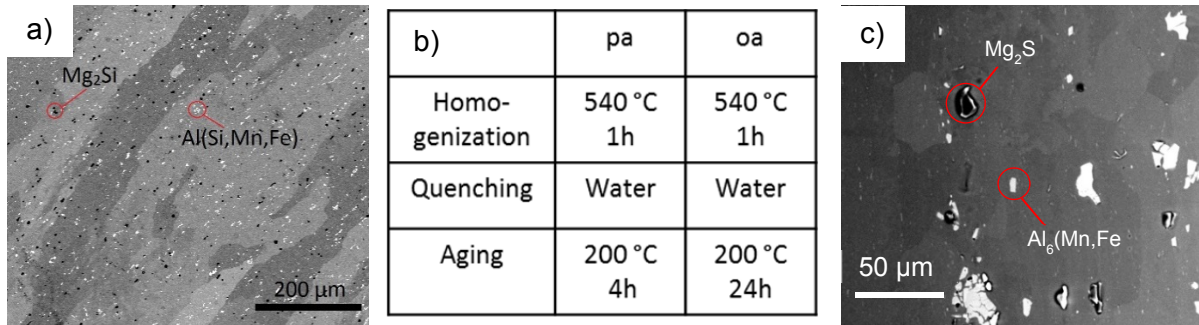 a)
Mg₂Si
Al(Si,Mn,Fe)
200 µm
b)
pa
oa
Homo-
genization
540 °C
1h
540 °C
1h
Quenching
Water
Water
Aging
200 °C
4h
200 °C
24h
c)
Mg₂S
Al₆(Mn,Fe
50 µm